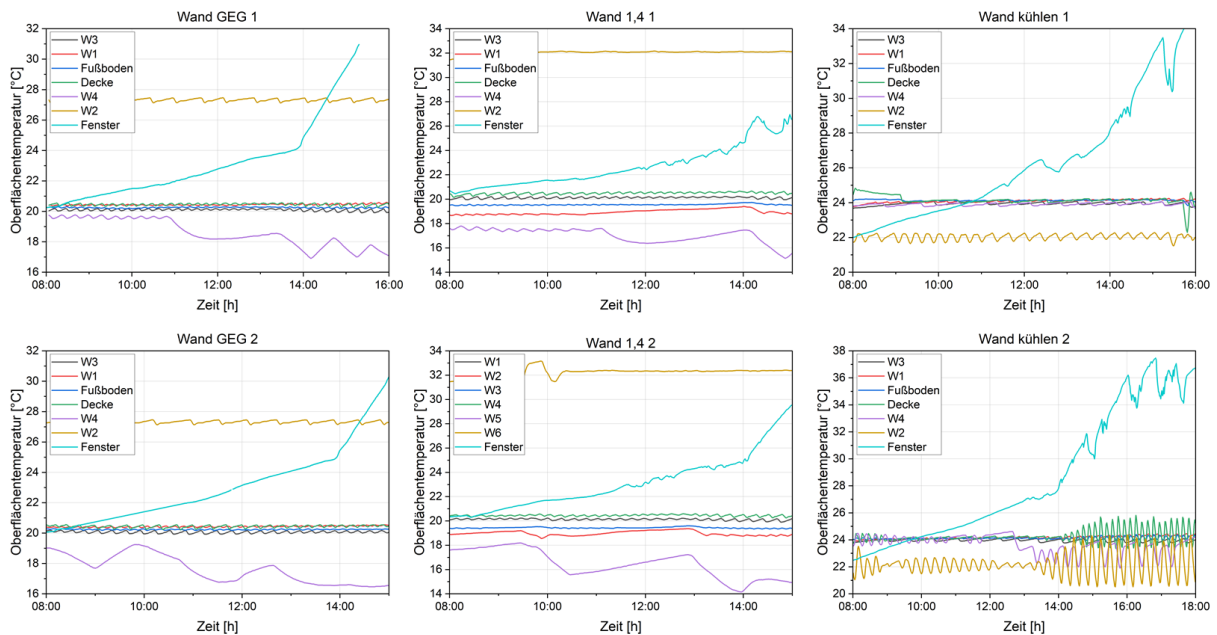 Wand GEG 1
Oberflächentemperatur [°C]
32
30
28
26
24
22
20
18
16
W3
W1
Fußboden
Decke
W4
W2
Fenster
08:00 10:00 12:00 14:00 16:00
Zeit [h]
Wand 1,4 1
Oberflächentemperatur [°C]
34
32
30
28
26
24
22
20
18
16
14
W3
W1
Fußboden
Decke
W4
W2
Fenster
08:00 10:00 12:00 14:00
Zeit [h]
Wand kühlen 1
Oberflächentemperatur [°C]
34
32
30
28
26
24
22
20
W3
W1
Fußboden
Decke
W4
W2
Fenster
08:00 10:00 12:00 14:00 16:00
Zeit [h]
Wand GEG 2
Oberflächentemperatur [°C]
32
30
28
26
24
22
20
18
16
W3
W1
Fußboden
Decke
W4
W2
Fenster
08:00 10:00 12:00 14:00
Zeit [h]
Wand 1,4 2
Oberflächentemperatur [°C]
34
32
30
28
26
24
22
20
18
16
14
W1
W2
W3
W4
W5
W6
Fenster
08:00 10:00 12:00 14:00
Zeit [h]
Wand kühlen 2
Oberflächentemperatur [°C]
38
36
34
32
30
28
26
24
22
20
W3
W1
Fußboden
Decke
W4
W2
Fenster
08:00 10:00 12:00 14:00 16:00 18:00
Zeit [h]